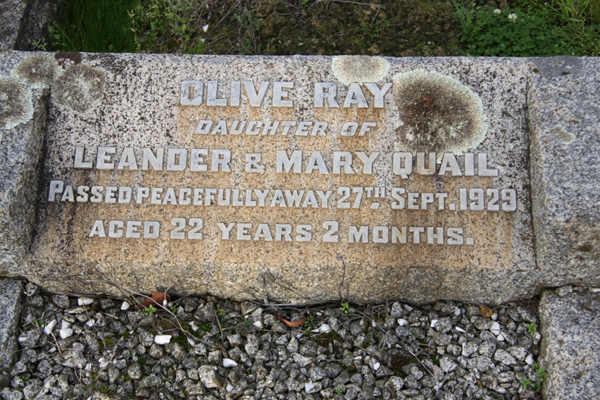 OLIVE RAY
DAUGHTER OF
LEANDER & MARY QUAIL
PASSED PEACEFULLY AWAY 27TH. SEPT. 1929
AGED 22 YEARS 2 MONTHS.